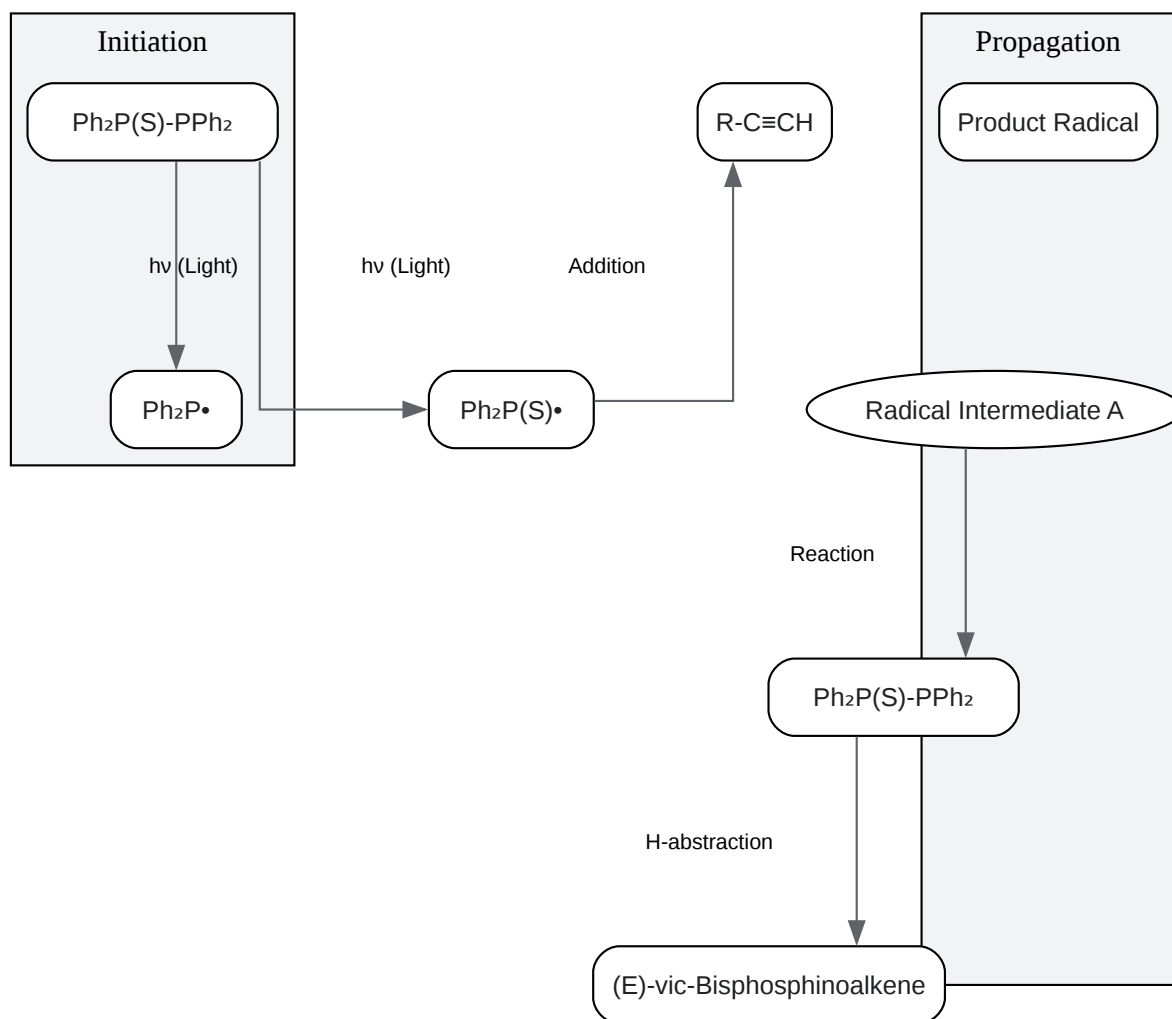 Initiation
Propagation
Ph₂P(S)-PPh₂
R-C≡CH
Product Radical
hν (Light)
hν (Light)
Addition
Ph₂P•
Ph₂P(S)•
Radical Intermediate A
Reaction
Ph₂P(S)-PPh₂
H-abstraction
(E)-vic-Bisphosphinoalkene